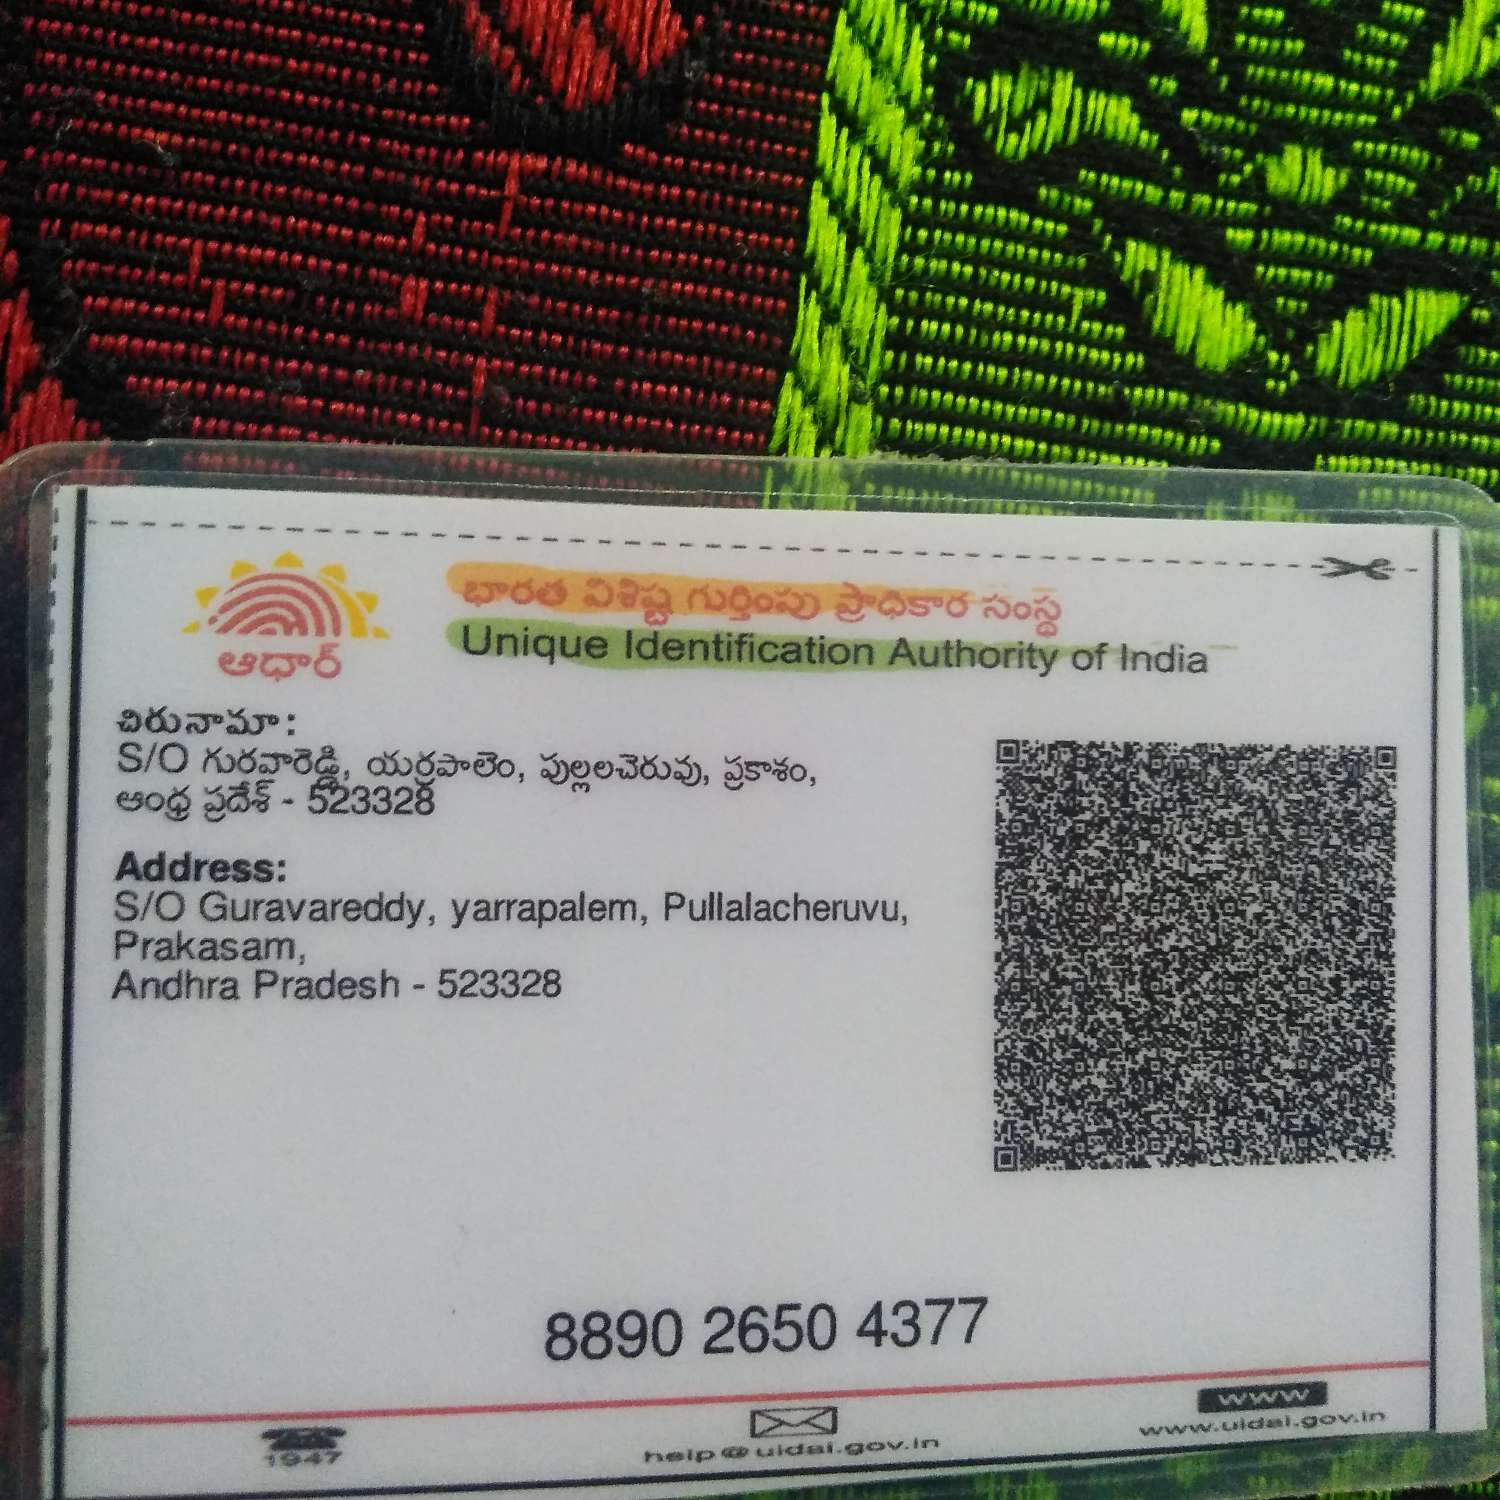 భారత విశిష్ట గుర్తింపు ప్రాధికార సంస్థ
Unique Identification Authority of India
ఆధార్
చిరునామా:
S/O గురవారెడ్డి, యర్రపాలెం, పుల్లలచెరువు, ప్రకాశం,
ఆంధ్ర ప్రదేశ్ - 523328
Address:
S/O Guravareddy, yarrapalem, Pullalacheruvu,
Prakasam,
Andhra Pradesh - 523328
8890 2650 4377
1947
help@uidai.gov.in
www
www.uidai.gov.in